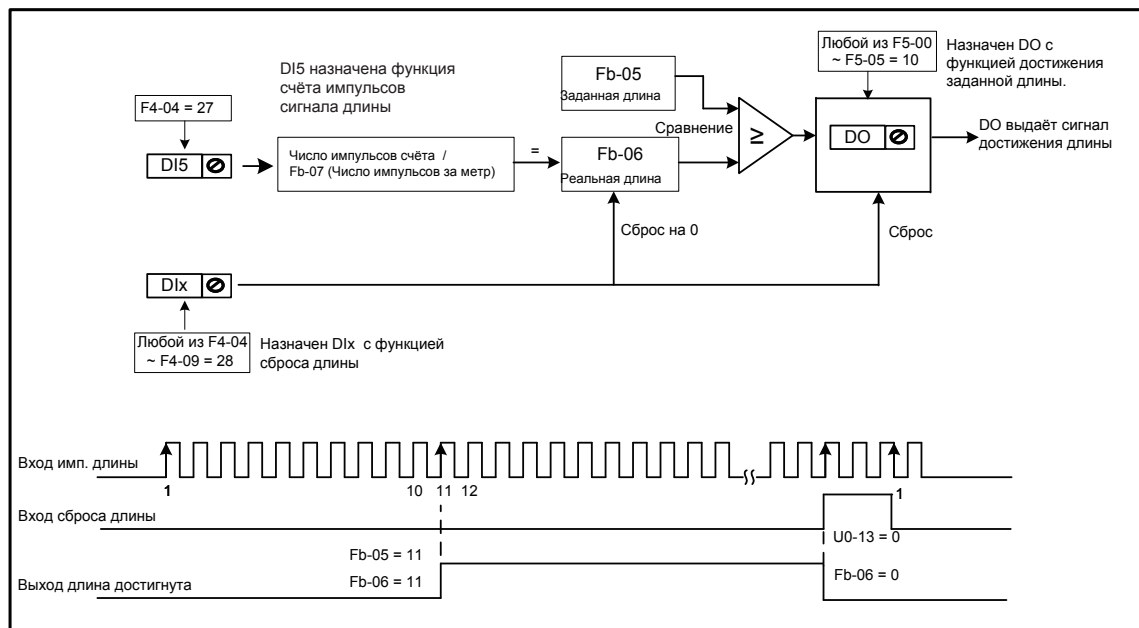 DI5 назначена функция
счёта импульсов
сигнала длины
F4-04 = 27
DI5
Число импульсов счёта /
Fb-07 (Число импульсов за метр)
=
Fb-05
Заданная длина
Сравнение
Fb-06
Реальная длина
≥
Любой из F5-00
~ F5-05 = 10
Назначен DO с
функцией достижения
заданной длины.
DO
DO выдаёт сигнал
достижения длины
Сброс на 0
Сброс
DIx
Любой из F4-04
~ F4-09 = 28
Назначен DIx с функцией
сброса длины
Вход имп. длины
1 10 11 12 1
Вход сброса длины
U0-13 = 0
Fb-05 = 11
Fb-06 = 11
Fb-06 = 0
Выход длина достигнута